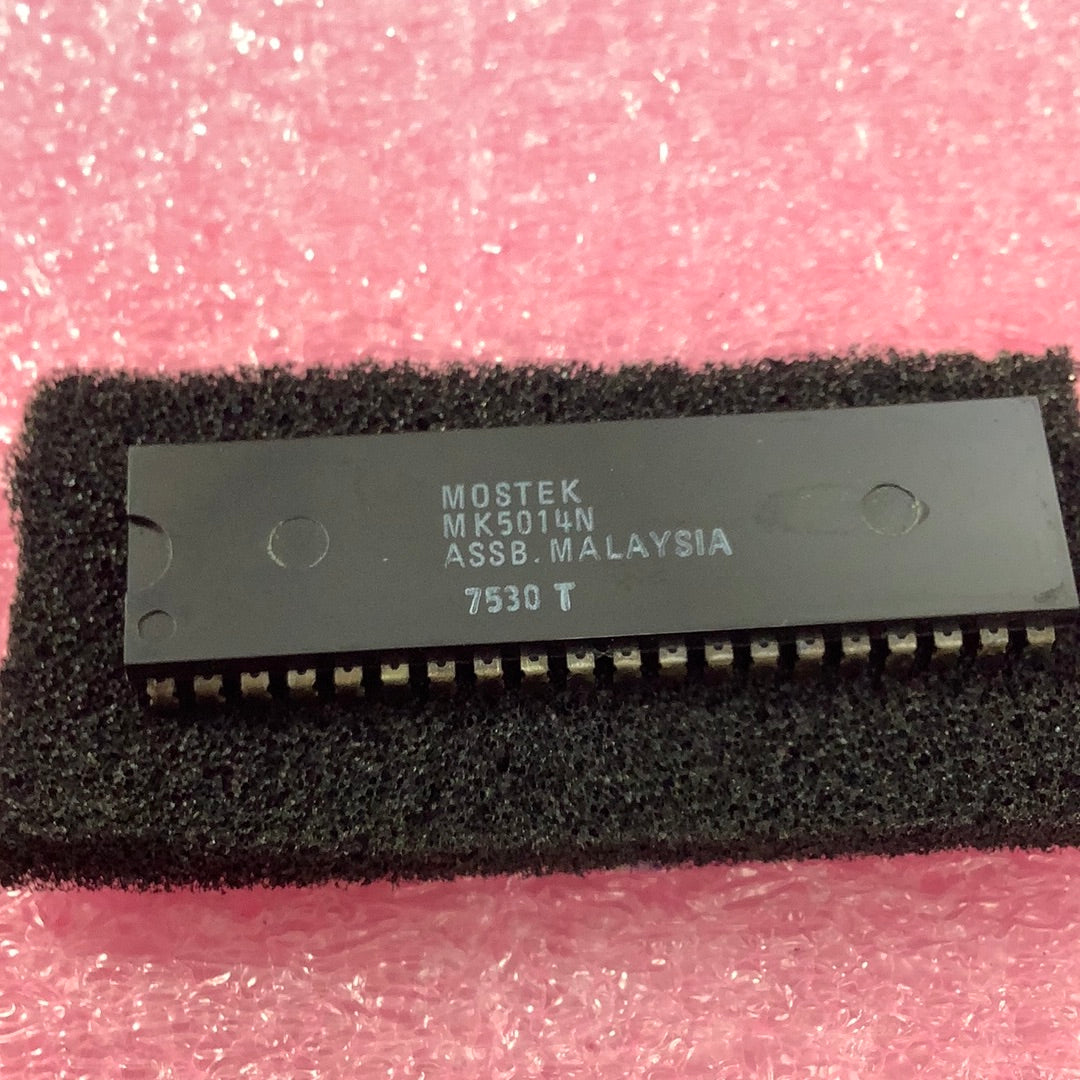 MOSTEK
MK5014N
ASSB. MALAYSIA
7530 T